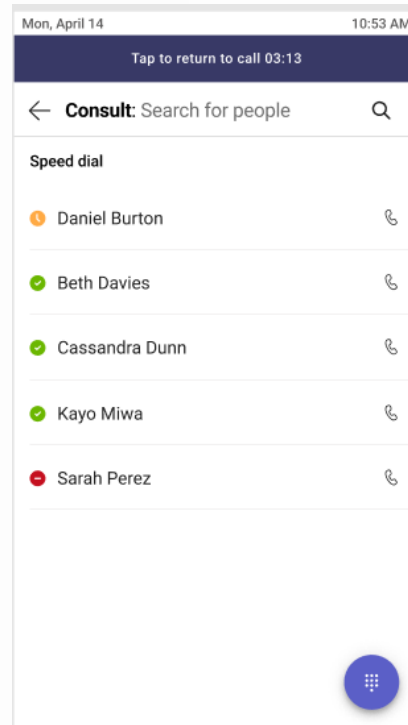 Mon, April 14 10:53 AM
Tap to return to call 03:13
Consult: Search for people
Speed dial
Daniel Burton
Beth Davies
Cassandra Dunn
Kayo Miwa
Sarah Perez